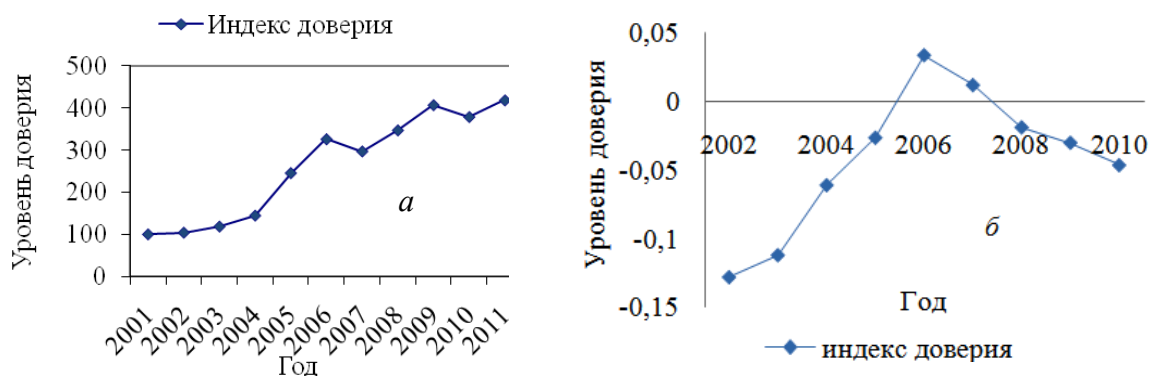 Индекс доверия
Уровень доверия
500
400
300
200
100
0
а
2001 2002 2003 2004 2005 2006 2007 2008 2009 2010 2011
Год
Уровень доверия
0,05
0
-0,05
-0,1
-0,15
2002 2004 2006 2008 2010
б
Год
индекс доверия